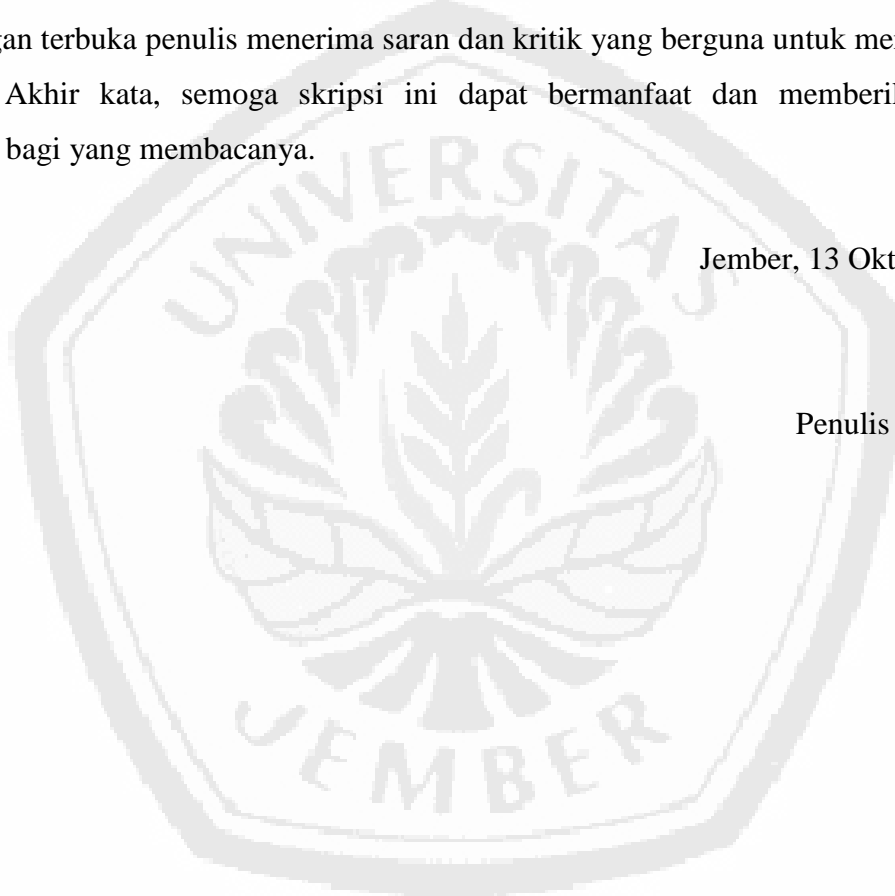 gan terbuka penulis menerima saran dan kritik yang berguna untuk me
Akhir kata, semoga skripsi ini dapat bermanfaat dan memberi
bagi yang membacanya.
UNIVERSITAS
Jember, 13 Okt
Penulis
JEMBER